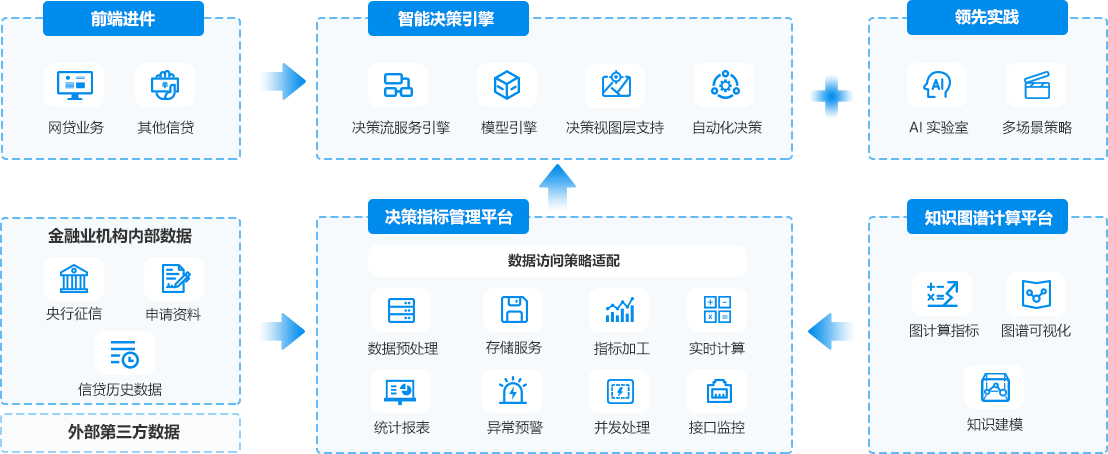 前端进件
网贷业务
其他信贷
智能决策引擎
决策流服务引擎
模型引擎
决策视图层支持
自动化决策
领先实践
AI
AI 实验室
多场景策略
金融业机构内部数据
央行征信
申请资料
信贷历史数据
外部第三方数据
决策指标管理平台
数据访问策略适配
数据预处理
存储服务
指标加工
实时计算
统计报表
异常预警
并发处理
接口监控
知识图谱计算平台
图计算指标
图谱可视化
知识建模